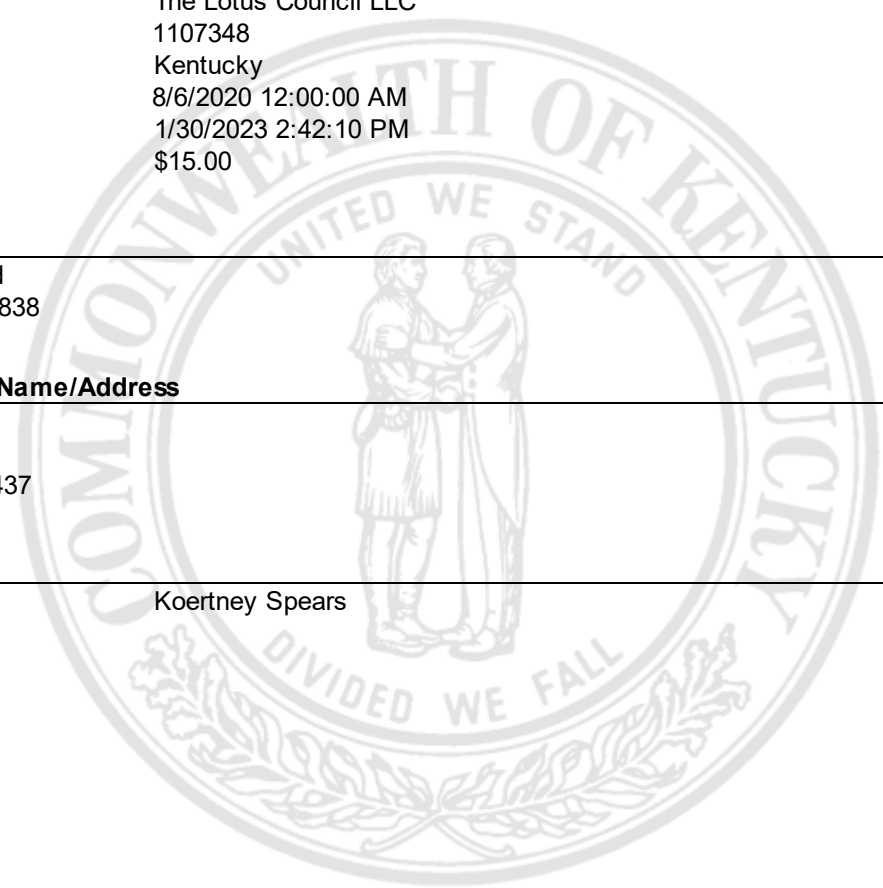 The Lotus Council LLC
1107348
Kentucky
8/6/2020 12:00:00 AM
1/30/2023 2:42:10 PM
$15.00
COMMONWEALTH OF KENTUCKY
UNITED WE STAND
838
Name/Address
437
Koertney Spears
DIVIDED WE FALL